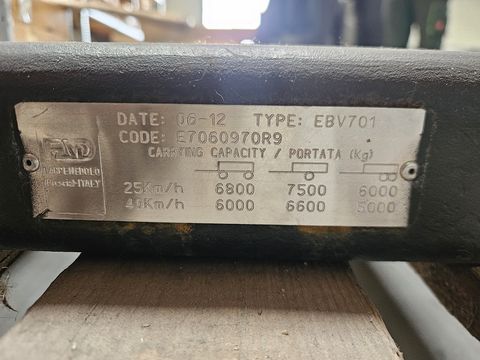 DATE: 06-12 TYPE: EBV701
CODE: E7060970R9
CARRYING CAPACITY / PORTATA (Kg)
25Km/h 6800 7500 6000
40Km/h 6000 6600 5000
ITALY